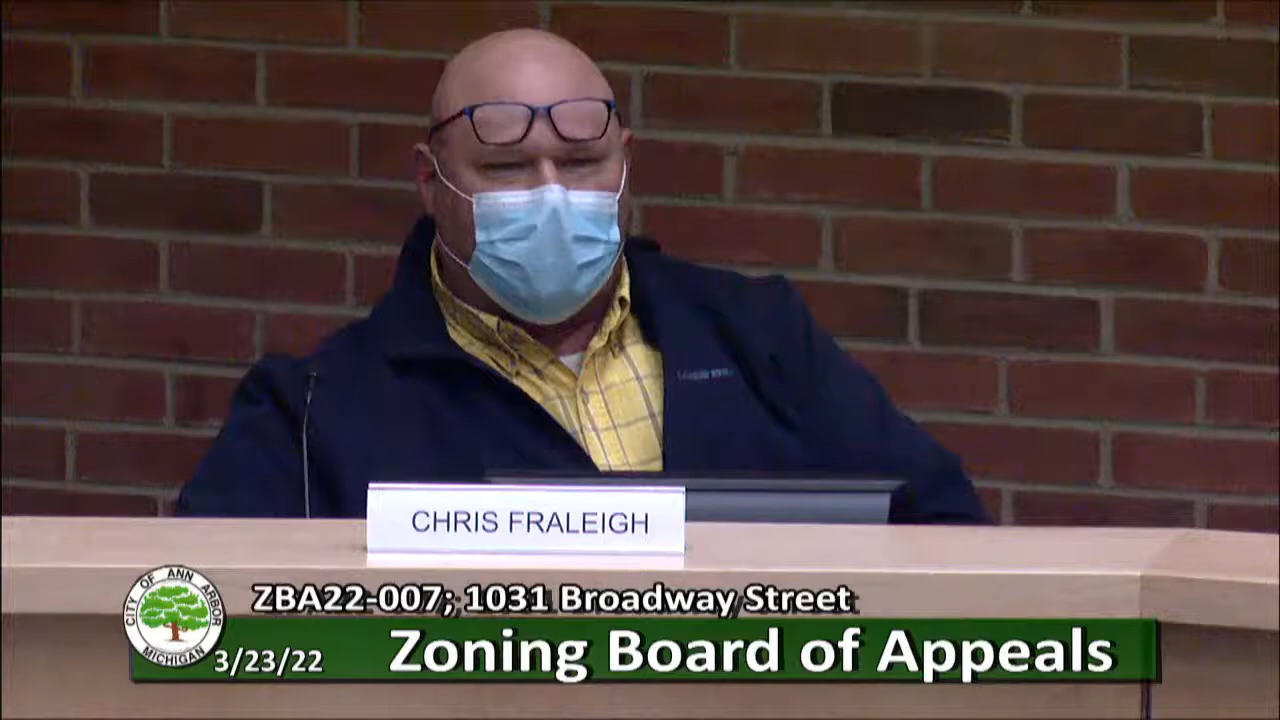 CHRIS FRALEIGH
CITY OF ANN ARBOR
MICHIGAN
ZBA22-007; 1031 Broadway Street
3/23/22
Zoning Board of Appeals